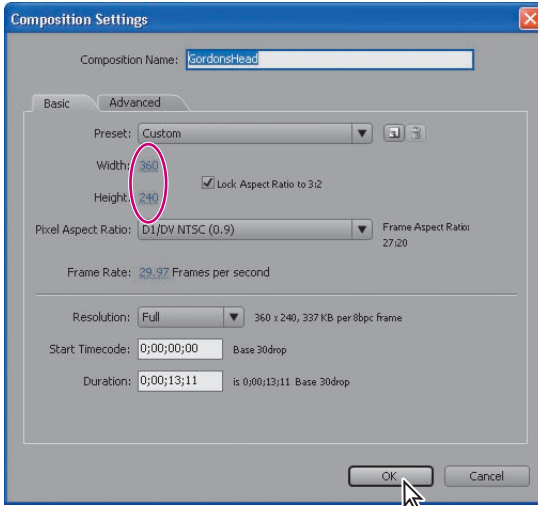 Composition Settings
Composition Name: GordonsHead
Basic Advanced
Preset: Custom
Width: 360
Lock Aspect Ratio to 3:2
Height: 240
Pixel Aspect Ratio: D1/DV NTSC (0.9) Frame Aspect Ratio:
27:20
Frame Rate: 29.97 Frames per second
Resolution: Full 360 x 240, 337 KB per 8bpc frame
Start Timecode: 0;00;00;00 Base 30drop
Duration: 0;00;13;11 is 0;00;13;11 Base 30drop
OK Cancel